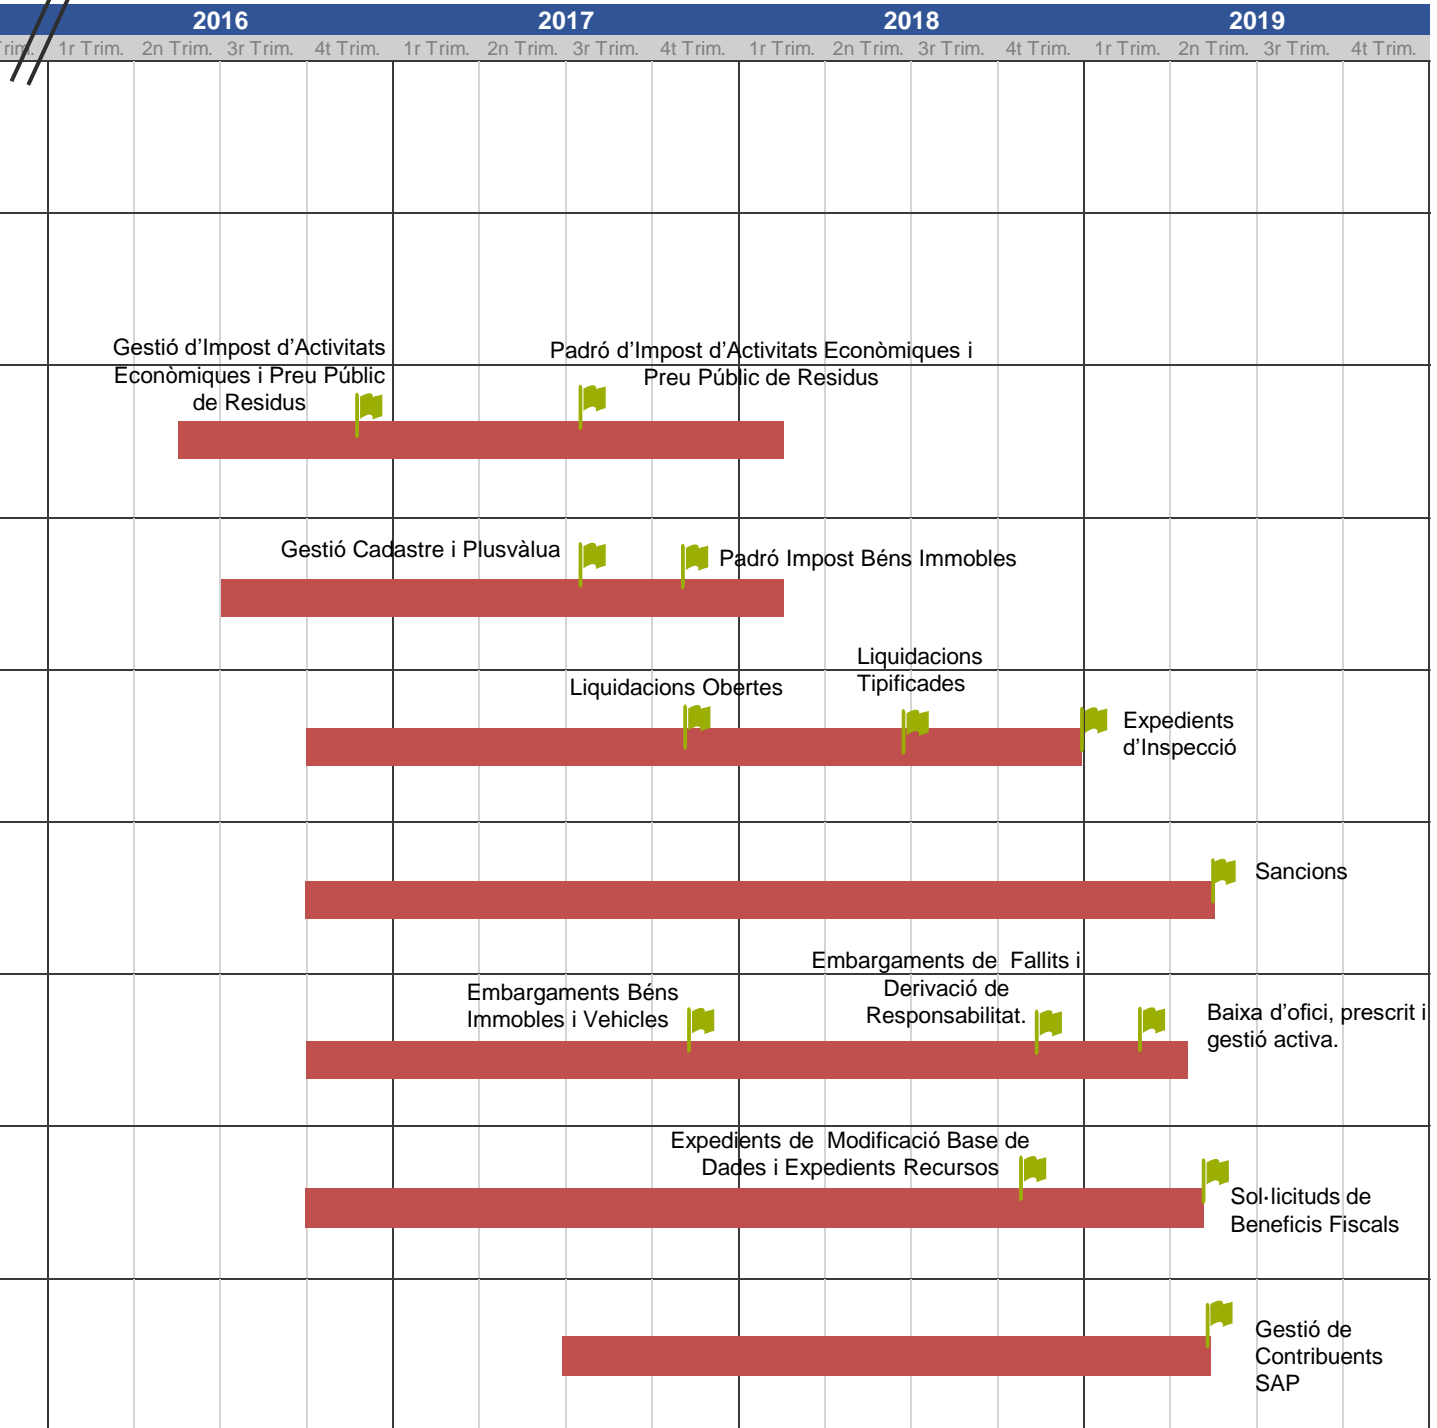 2016 2017 2018 2019
Trim. 1r Trim. 2n Trim. 3r Trim. 4t Trim. 1r Trim. 2n Trim. 3r Trim. 4t Trim. 1r Trim. 2n Trim. 3r Trim. 4t Trim. 1r Trim. 2n Trim. 3r Trim. 4t Trim.
Gestió d’Impost d’Activitats
Econòmiques i Preu Públic
de Residus
Padró d’Impost d’Activitats Econòmiques i
Preu Públic de Residus
Gestió Cadastre i Plusvàlua
Padró Impost Béns Immobles
Liquidacions Obertes
Liquidacions
Tipificades
Expedients
d’Inspecció
Sancions
Embargaments Béns
Immobles i Vehicles
Embargaments de Fallits i
Derivació de
Responsabilitat.
Baixa d’ofici, prescrit i
gestió activa.
Expedients de Modificació Base de
Dades i Expedients Recursos
Sol·licituds de
Beneficis Fiscals
Gestió de
Contribuents
SAP